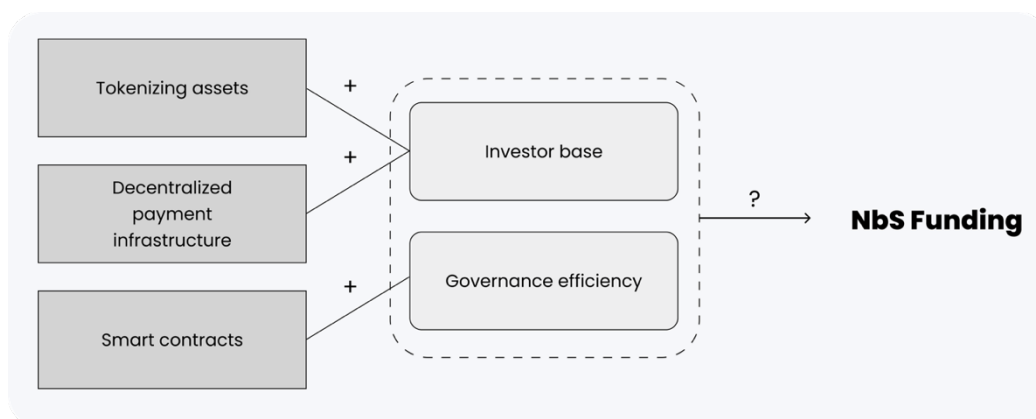 Tokenizing assets
+
Investor base
+
Decentralized
payment
infrastructure
?
NbS Funding
Governance efficiency
+
Smart contracts